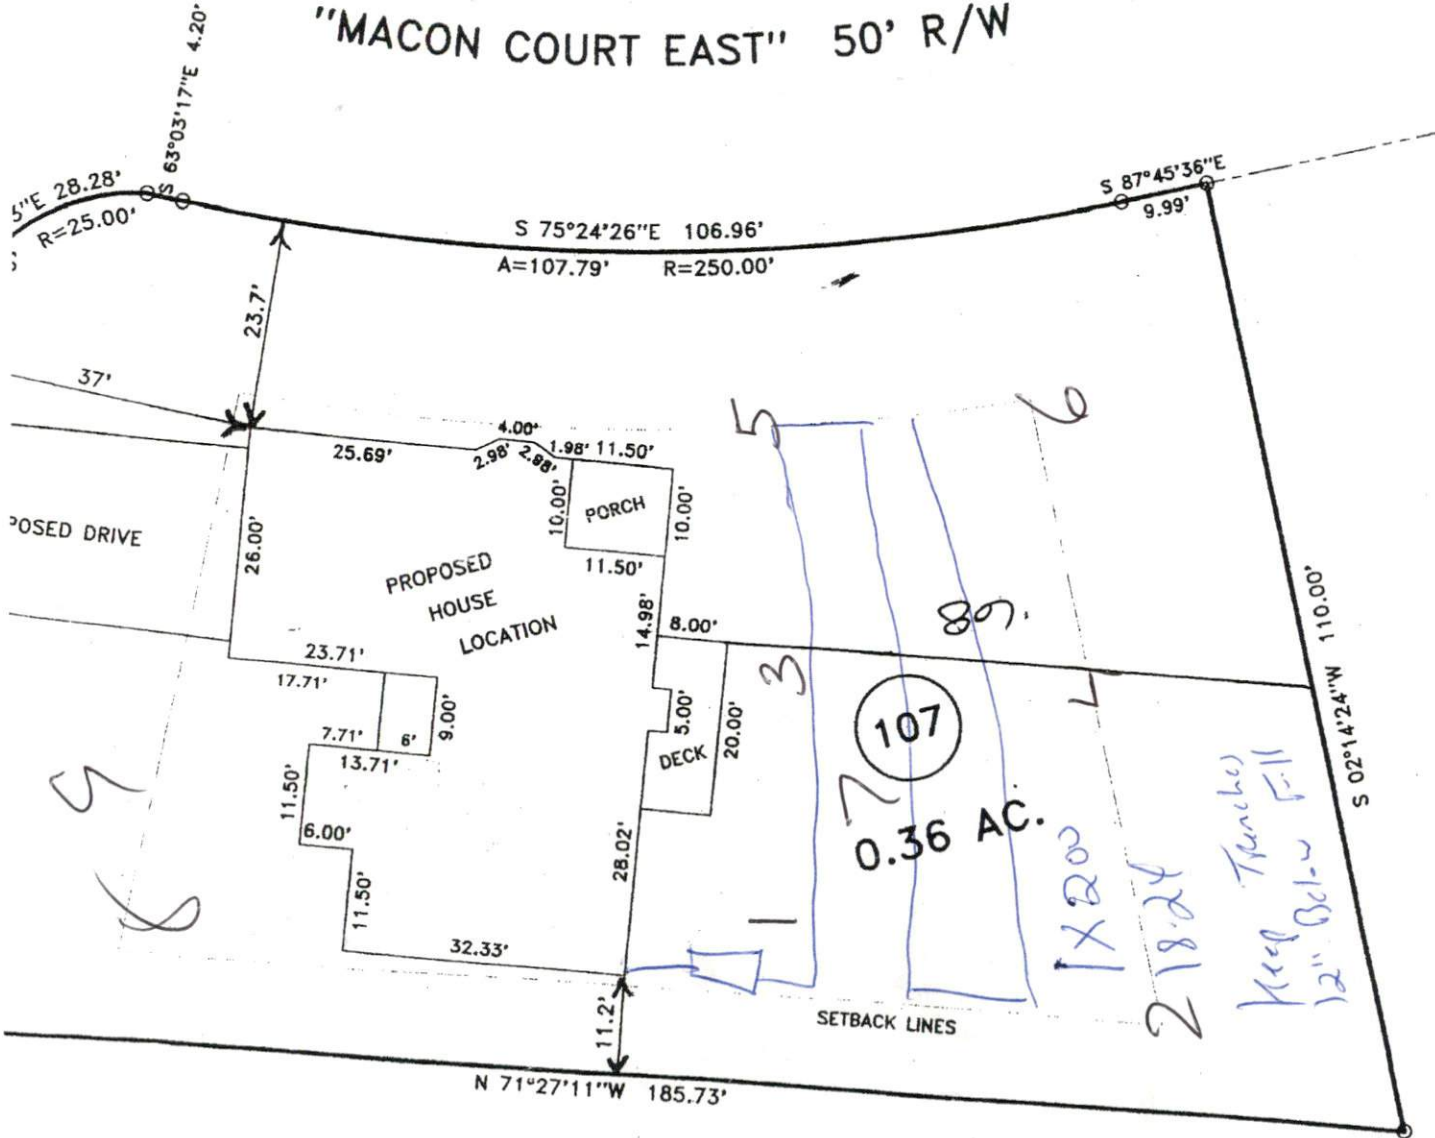 "MACON COURT EAST" 50' R/W
S 63°03'17"E 4.20'
S 87°45'36"E
9.99'
5"E 28.28'
R=25.00'
S 75°24'26"E 106.96'
A=107.79' R=250.00'
23.7'
37'
5
6
4.00'
25.69'
2.98'
2.98'
1.98'
11.50'
10.00'
PORCH
10.00'
11.50'
POSED DRIVE
26.00'
PROPOSED
HOUSE
LOCATION
14.98'
8.00'
89.
S 02°14'24"W 110.00'
23.71'
17.71'
9.00'
7.71'
6'
13.71'
5.00'
DECK
20.00'
3
107
7
0.36 AC.
11.50'
6.00'
28.02'
11.50'
32.33'
1
1X200
18-24
Keep Trenches
12" Below Fill
2
11.2'
SETBACK LINES
N 71°27'11"W 185.73'